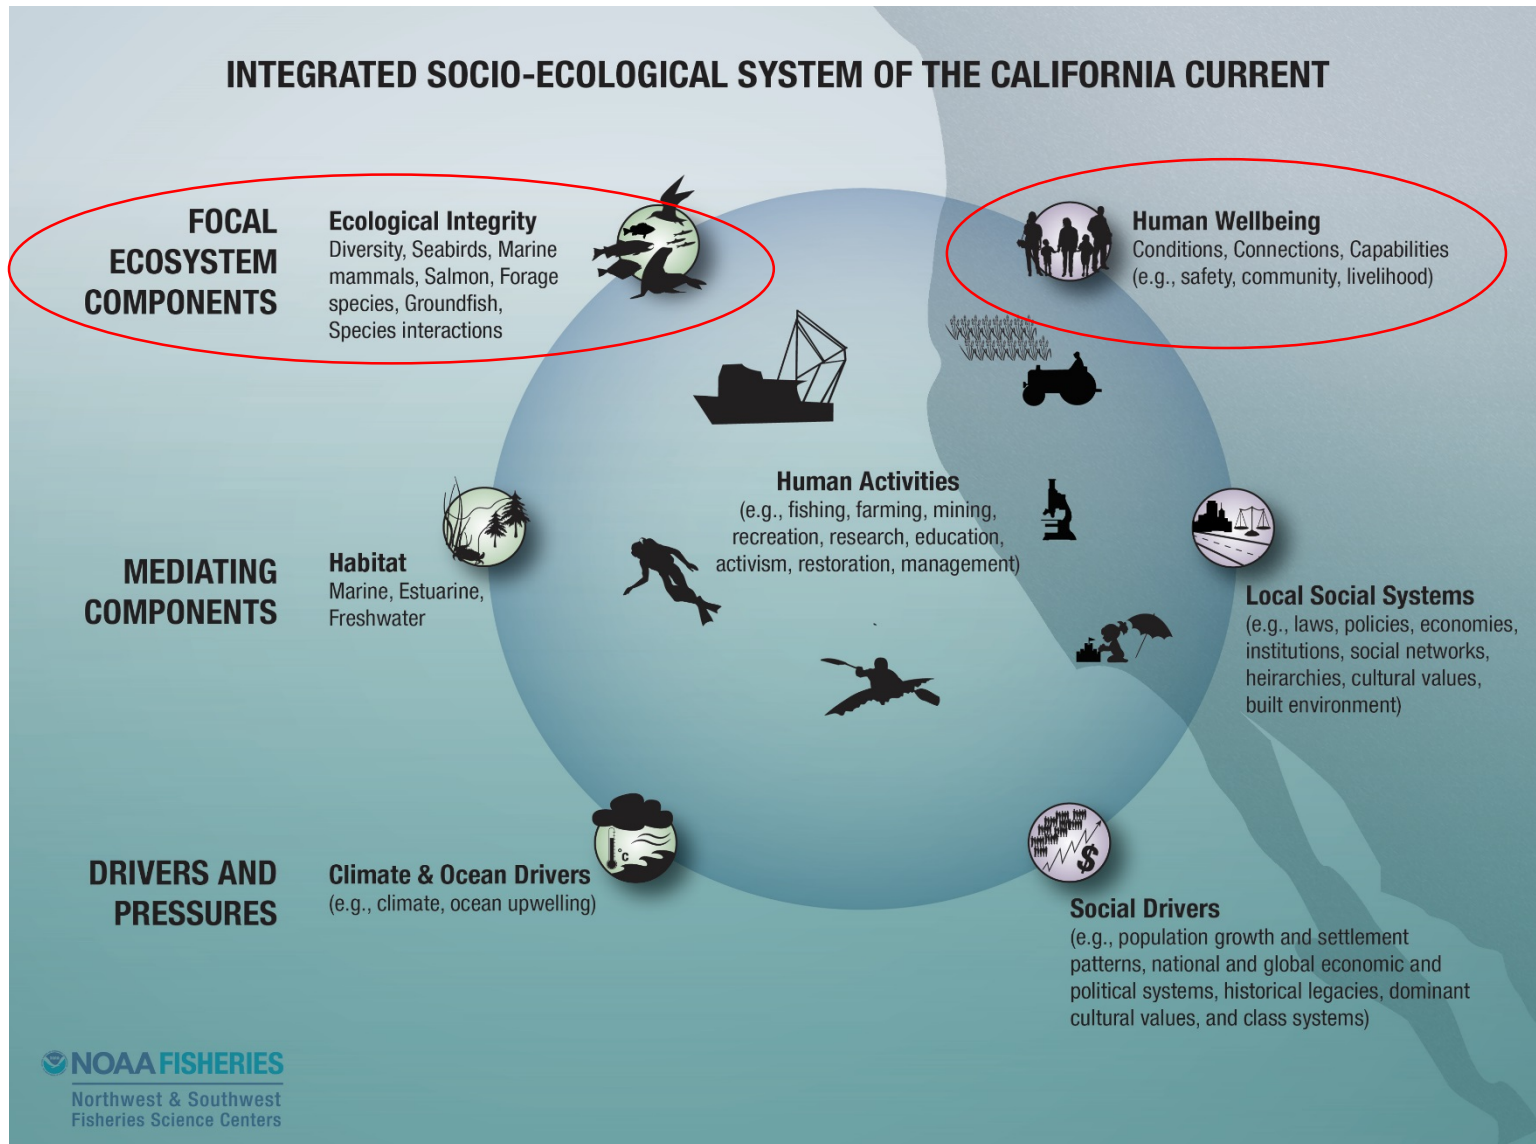 INTEGRATED SOCIO-ECOLOGICAL SYSTEM OF THE CALIFORNIA CURRENT
FOCAL
ECOSYSTEM
COMPONENTS
Ecological Integrity
Diversity, Seabirds, Marine
mammals, Salmon, Forage
species, Groundfish,
Species interactions
Human Wellbeing
Conditions, Connections, Capabilities
(e.g., safety, community, livelihood)
Human Activities
(e.g., fishing, farming, mining,
recreation, research, education,
activism, restoration, management)
MEDIATING
COMPONENTS
Habitat
Marine, Estuarine,
Freshwater
Local Social Systems
(e.g., laws, policies, economies,
institutions, social networks,
heirarchies, cultural values,
built environment)
DRIVERS AND
PRESSURES
Climate & Ocean Drivers
(e.g., climate, ocean upwelling)
°C
$
Social Drivers
(e.g., population growth and settlement
patterns, national and global economic and
political systems, historical legacies, dominant
cultural values, and class systems)
NOAA FISHERIES
Northwest & Southwest
Fisheries Science Centers